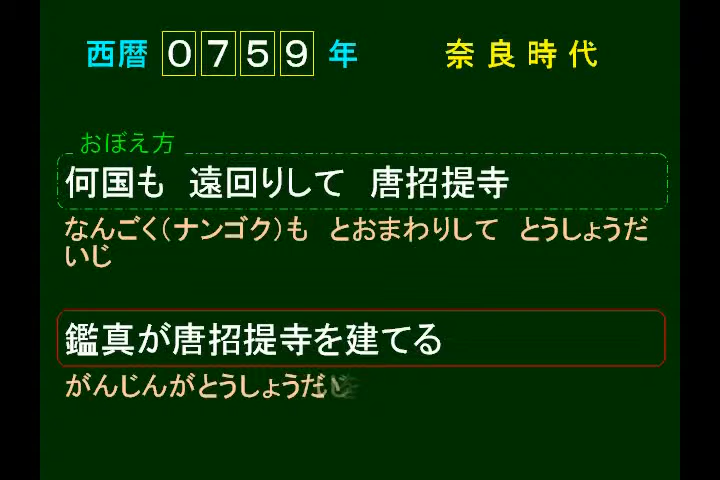 西暦 0759 年 奈良時代
おぼえ方
何国も 遠回りして 唐招提寺
なんごく(ナンゴク)も とおまわりして とうしょうだ
いじ
鑑真が唐招提寺を建てる
がんじんがとうしょうだいじ